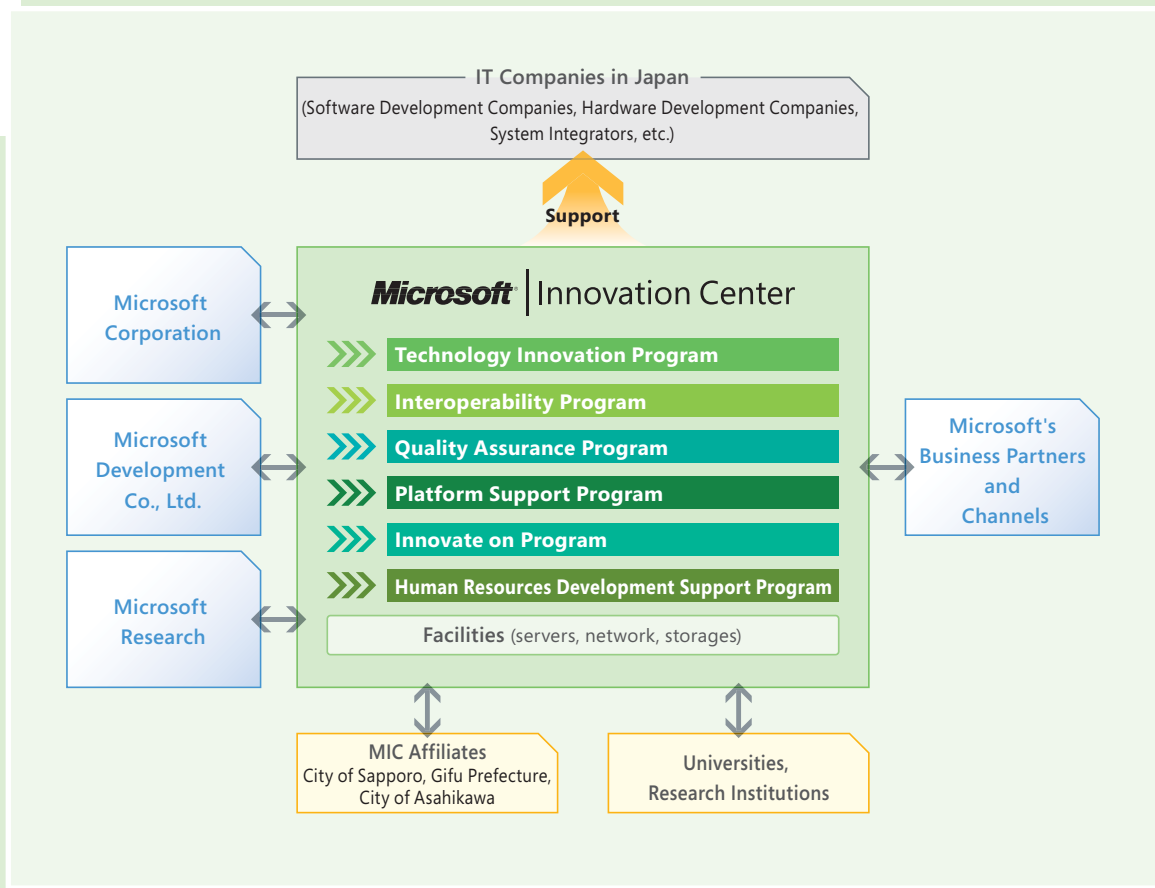 IT Companies in Japan
(Software Development Companies, Hardware Development Companies,
System Integrators, etc.)
Support
Microsoft® | Innovation Center
Technology Innovation Program
Interoperability Program
Quality Assurance Program
Platform Support Program
Innovate on Program
Human Resources Development Support Program
Facilities (servers, network, storages)
Microsoft
Corporation
Microsoft
Development
Co., Ltd.
Microsoft
Research
Microsoft's
Business Partners
and
Channels
MIC Affiliates
City of Sapporo, Gifu Prefecture,
City of Asahikawa
Universities,
Research Institutions